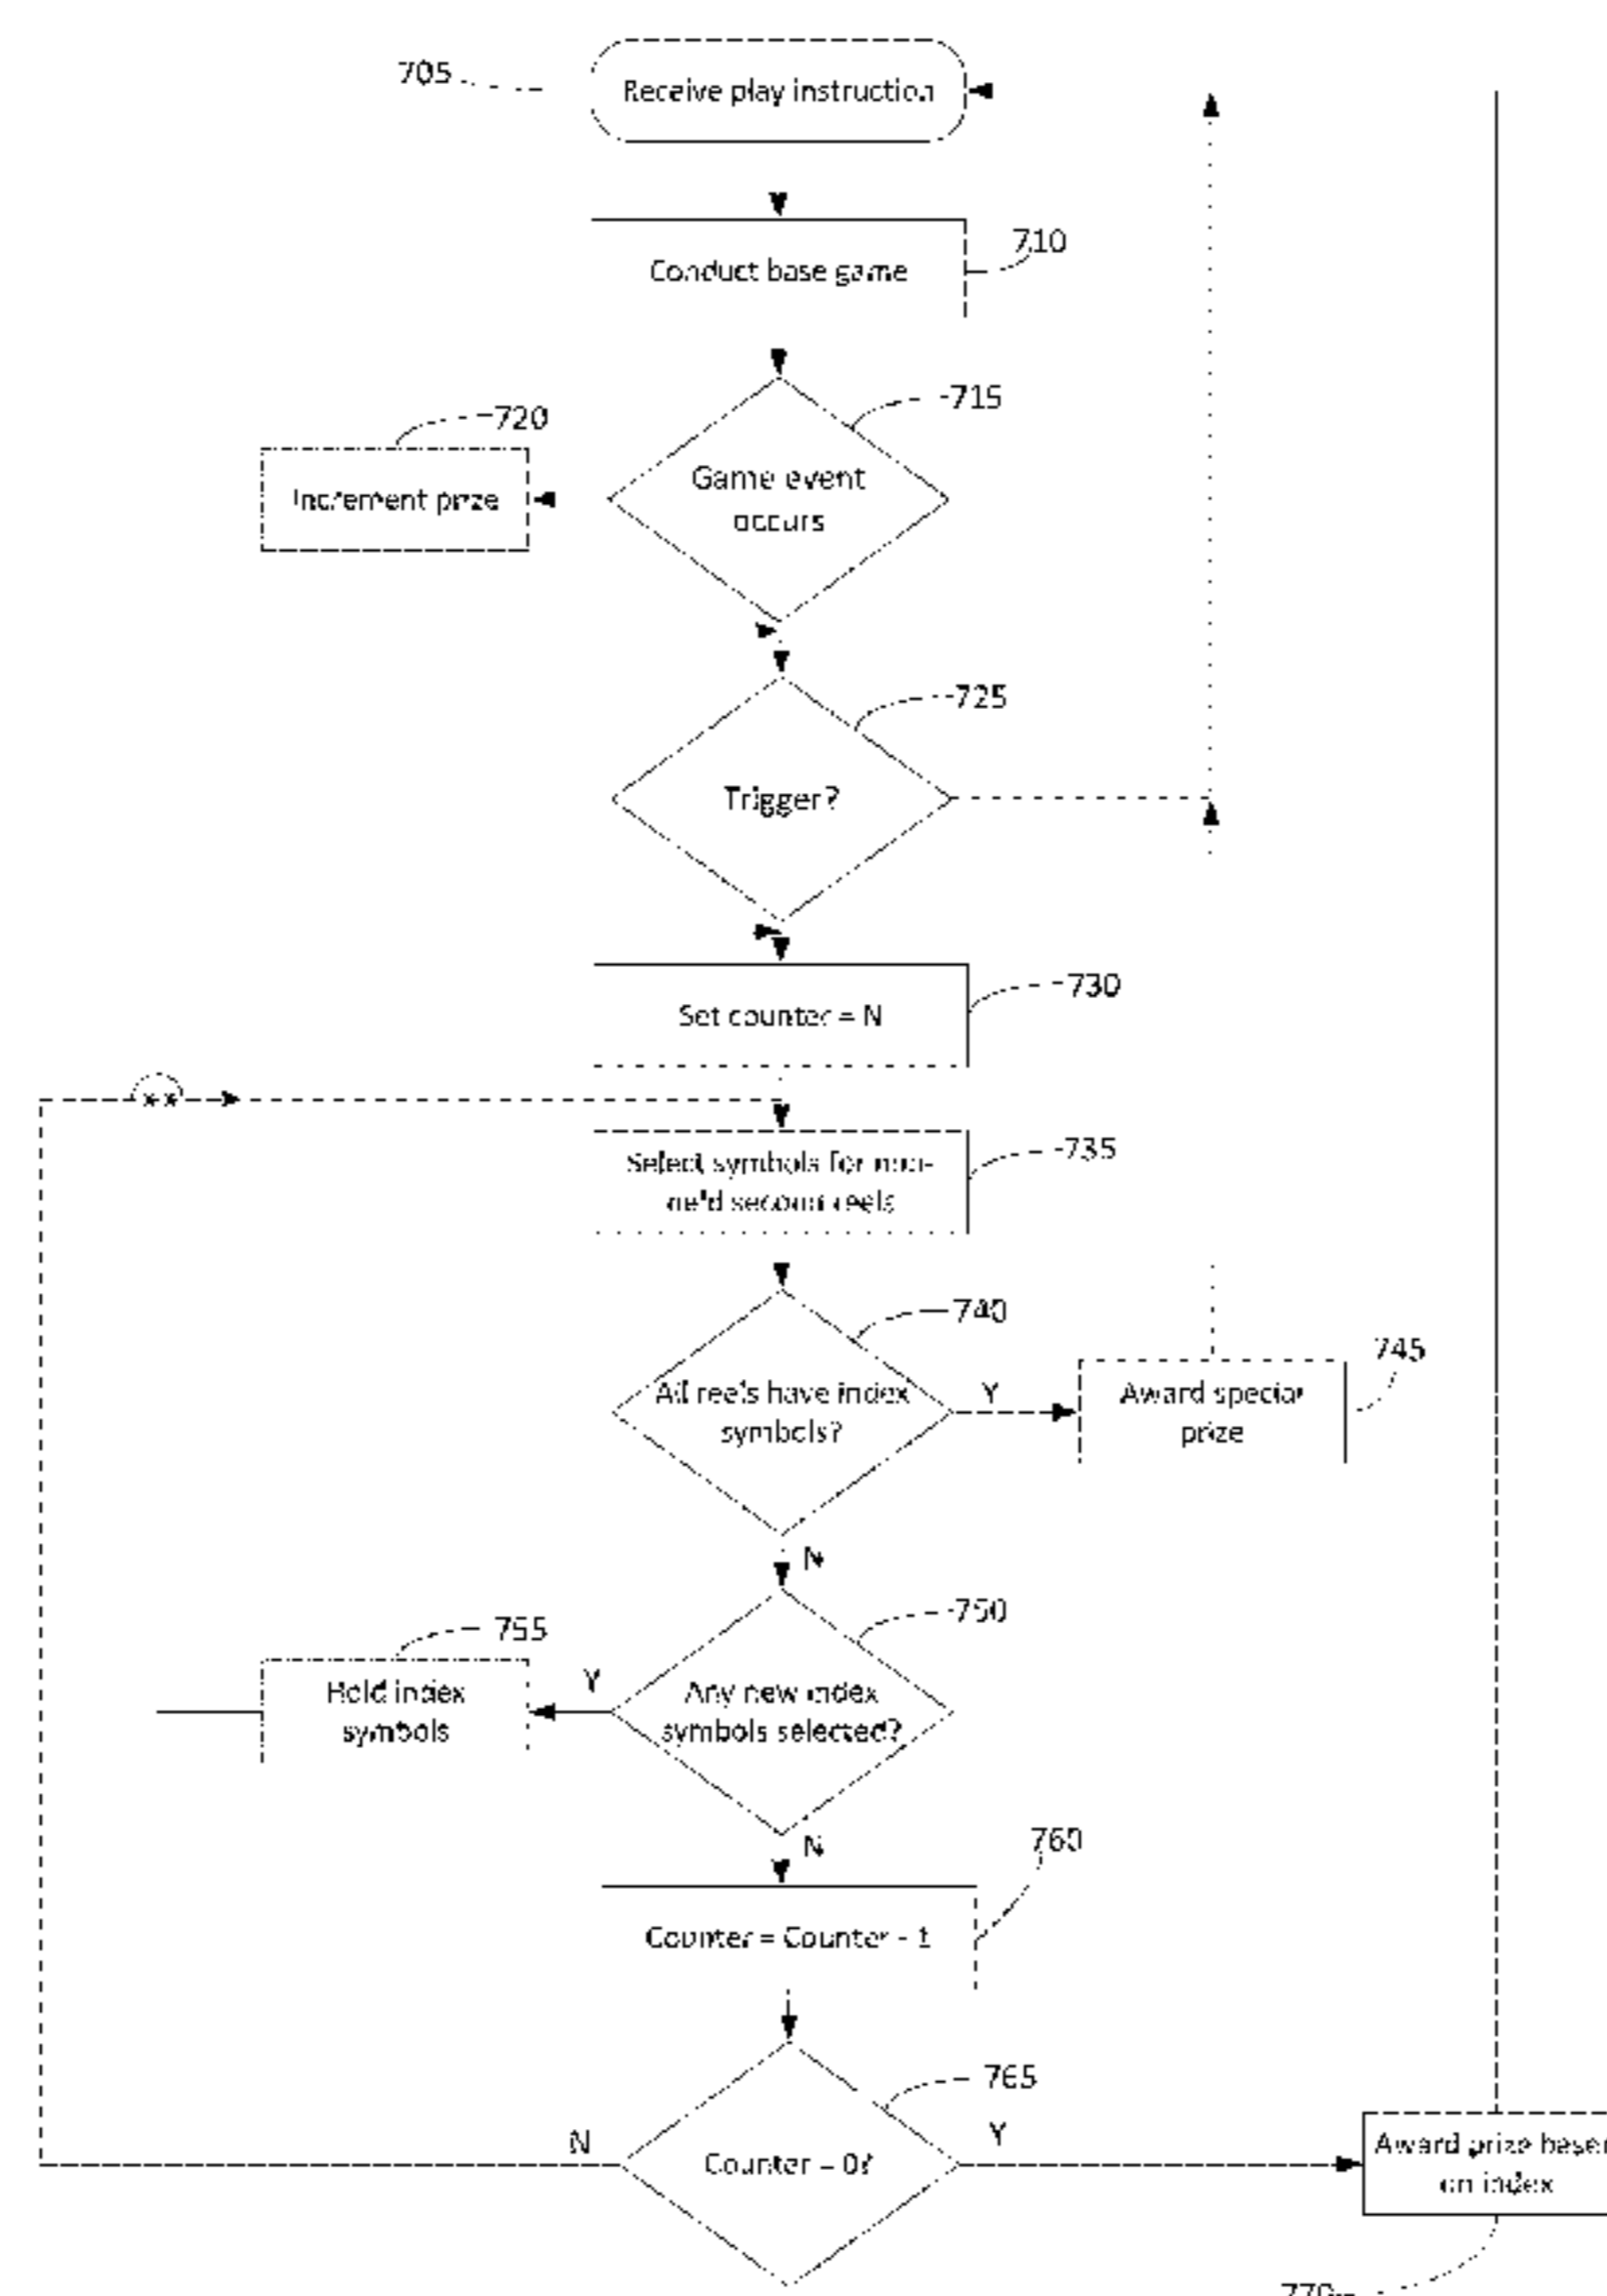 705
Receive play instruction
710
Conduct base game
715
720
Game event
occurs
Increment prize
725
Trigger?
730
Set counter = N
735
Select symbols for non-
held second reels
740
745
All reels have index
symbols?
Y
Award special
prize
N
750
755
Y
Hold index
symbols
Any new index
symbols selected?
N
760
Counter = Counter - 1
765
N
Y
Counter = 0?
Award prize based
on index
770